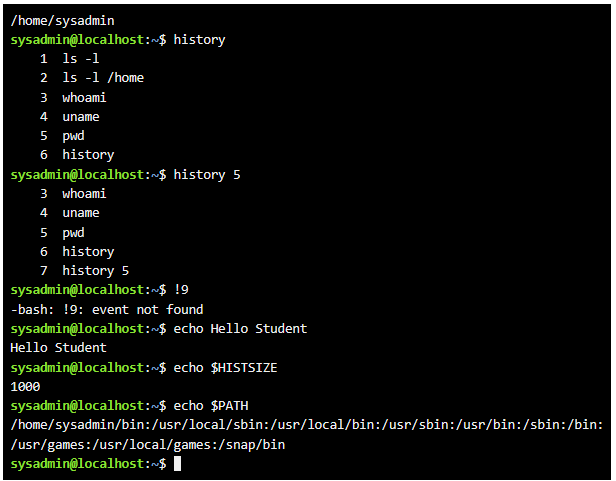 /home/sysadmin
sysadmin@localhost:~$ history
    1  ls -l
    2  ls -l /home
    3  whoami
    4  uname
    5  pwd
    6  history
sysadmin@localhost:~$ history 5
    3  whoami
    4  uname
    5  pwd
    6  history
    7  history 5
sysadmin@localhost:~$ !9
-bash: !9: event not found
sysadmin@localhost:~$ echo Hello Student
Hello Student
sysadmin@localhost:~$ echo $HISTSIZE
1000
sysadmin@localhost:~$ echo $PATH
/home/sysadmin/bin:/usr/local/sbin:/usr/local/bin:/usr/sbin:/usr/bin:/sbin:/bin:
/usr/games:/usr/local/games:/snap/bin
sysadmin@localhost:~$